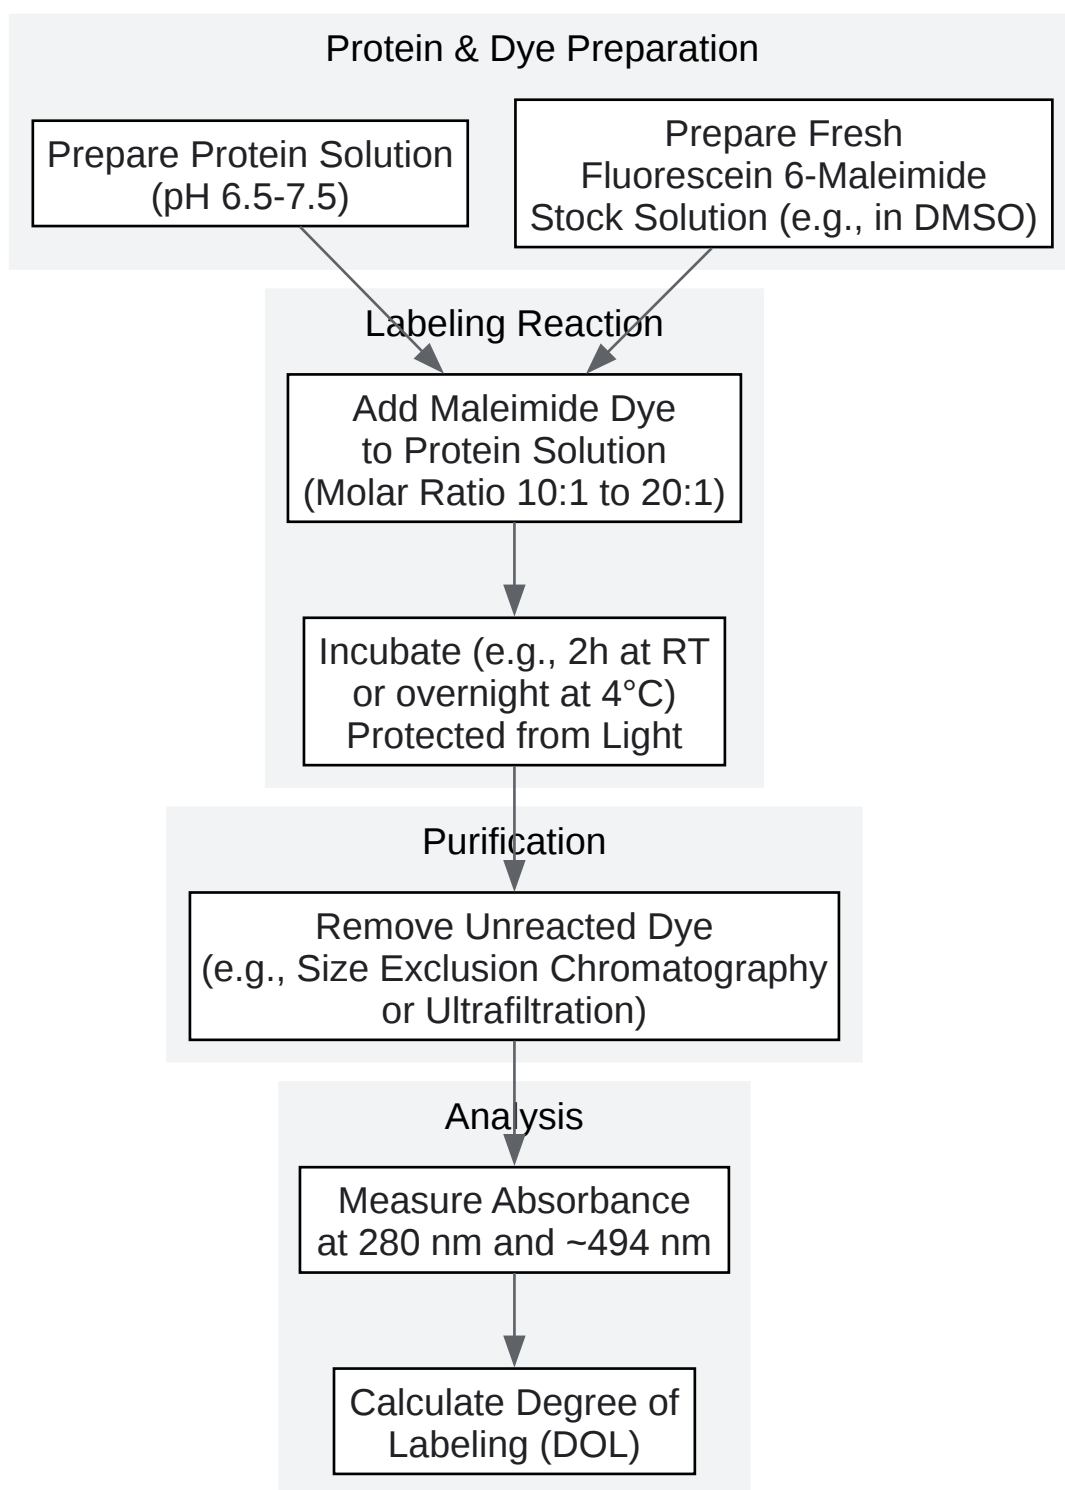 Protein & Dye Preparation
Prepare Protein Solution
(pH 6.5-7.5)
Prepare Fresh
Fluorescein 6-Maleimide
Stock Solution (e.g., in DMSO)
Labeling Reaction
Add Maleimide Dye
to Protein Solution
(Molar Ratio 10:1 to 20:1)
Incubate (e.g., 2h at RT
or overnight at 4°C)
Protected from Light
Purification
Remove Unreacted Dye
(e.g., Size Exclusion Chromatography
or Ultrafiltration)
Analysis
Measure Absorbance
at 280 nm and ~494 nm
Calculate Degree of
Labeling (DOL)